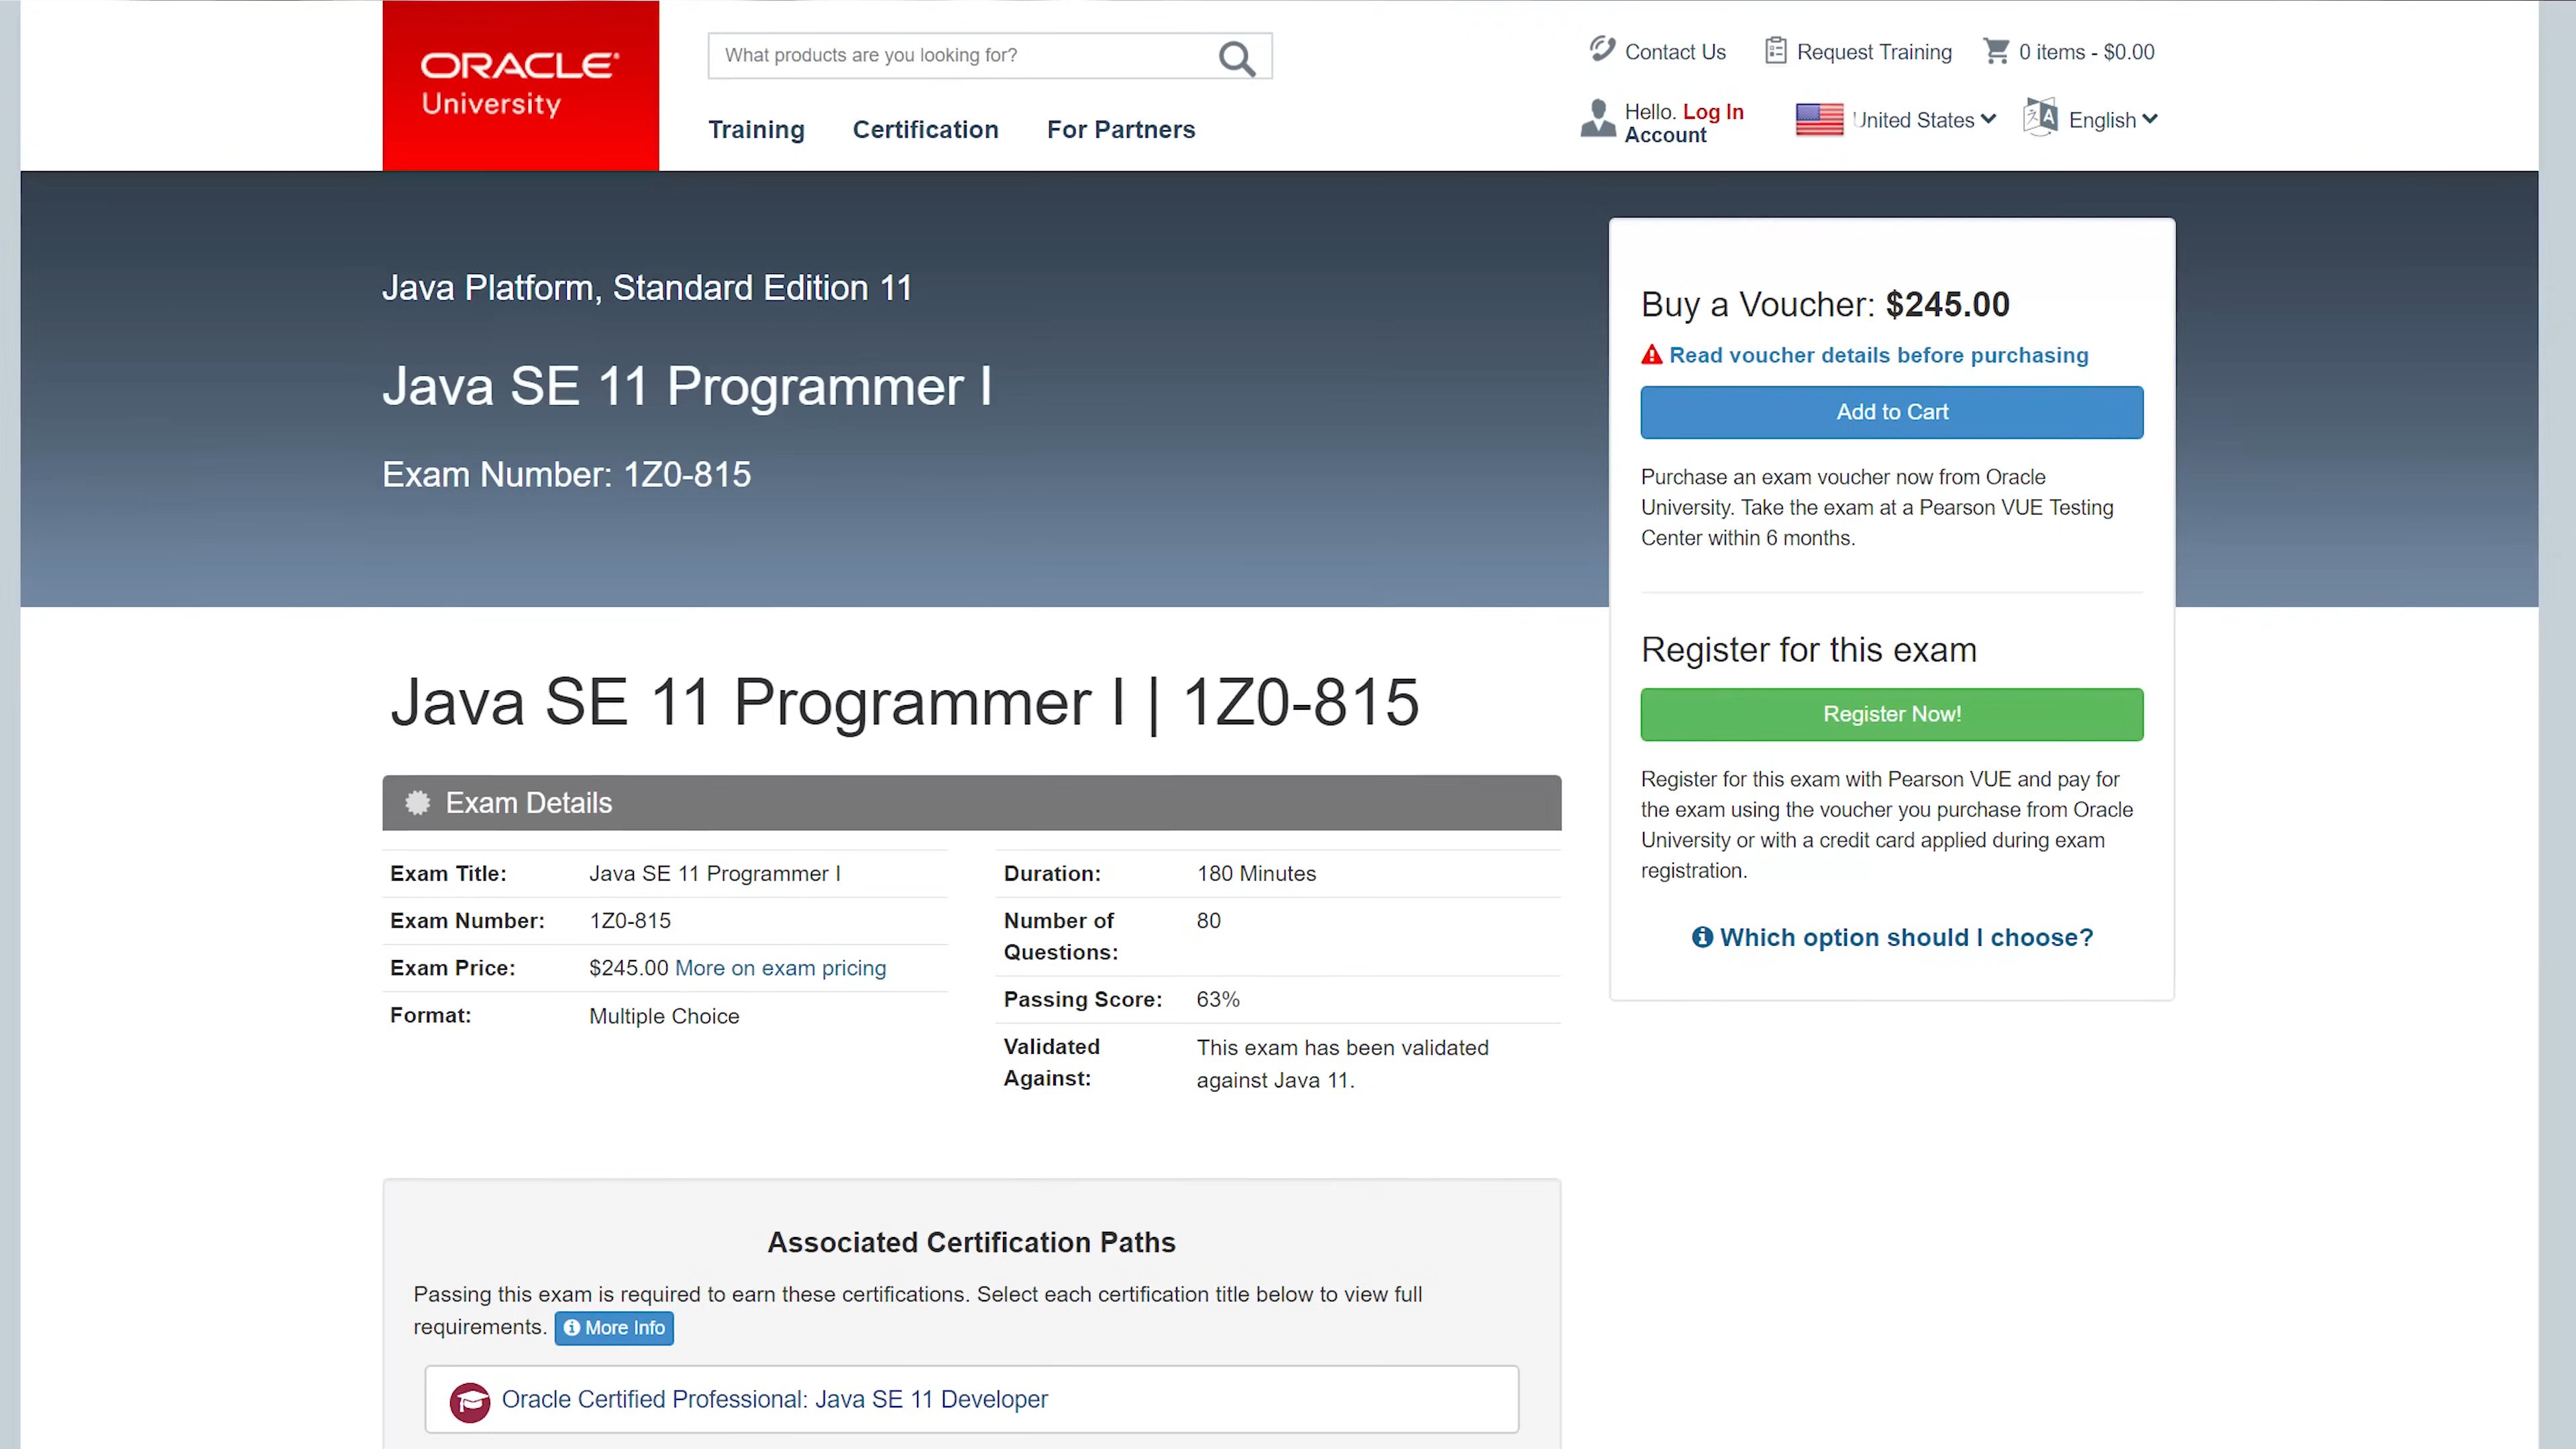 ORACLE
University
What products are you looking for?
Training Certification For Partners
Contact Us Request Training 0 items - $0.00
Hello. Log In
Account
United States English
Java Platform, Standard Edition 11
Java SE 11 Programmer I
Exam Number: 1Z0-815
Buy a Voucher: $245.00
Read voucher details before purchasing
Add to Cart
Purchase an exam voucher now from Oracle
University. Take the exam at a Pearson VUE Testing
Center within 6 months.
Register for this exam
Register Now!
Register for this exam with Pearson VUE and pay for
the exam using the voucher you purchase from Oracle
University or with a credit card applied during exam
registration.
Which option should I choose?
Java SE 11 Programmer I | 1Z0-815
Exam Details
Exam Title: Java SE 11 Programmer I
Exam Number: 1Z0-815
Exam Price: $245.00 More on exam pricing
Format: Multiple Choice
Duration: 180 Minutes
Number of 80
Questions:
Passing Score: 63%
Validated This exam has been validated
Against: against Java 11.
Associated Certification Paths
Passing this exam is required to earn these certifications. Select each certification title below to view full
requirements. More Info
Oracle Certified Professional: Java SE 11 Developer